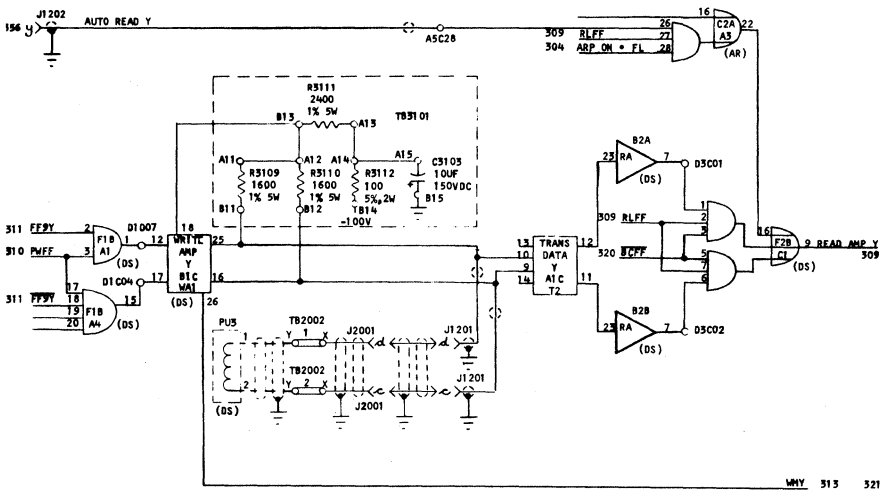 156 y J1202 AUTO READ Y
A5C28
16 C2A 22
A3
(AR)
26
309 RLFF 27
304 ARP ON • FL 28
R3111
2400
1% 5W
TB3101
B13 A13
A11 A12 A14 A15
R3109
1600
1% 5W
R3110
1600
1% 5W
R3112
100
5%, 2W
C3103
10UF
150VDC
+
B11 B12 B14 B15
-100V
B2A
23 RA 7 D3C01
(DS)
311 FF9Y 2
310 PWFF 3
F1B 1
A1
(DS)
D1D07
12
18
WRITE 25
AMP
Y
B1C 16
WA1
(DS) 26
D1C04
17
17
311 FF9Y 18
19
20
15
F1B
A4
(DS)
13 TRANS 12
10 DATA
9 Y
14 A1C 11
T2
309 RLFF
320 BCFF
1
2
3
5
7
6
16
F2B 9 READ AMP Y
C1 309
B2B
23 RA 7 D3C02
(DS)
PU3
1
2
(DS)
TB2002
Y 1 X
J2001
d d
J1201
TB2002
Y 2 X
J2001
c c
J1201
WMY 313 321